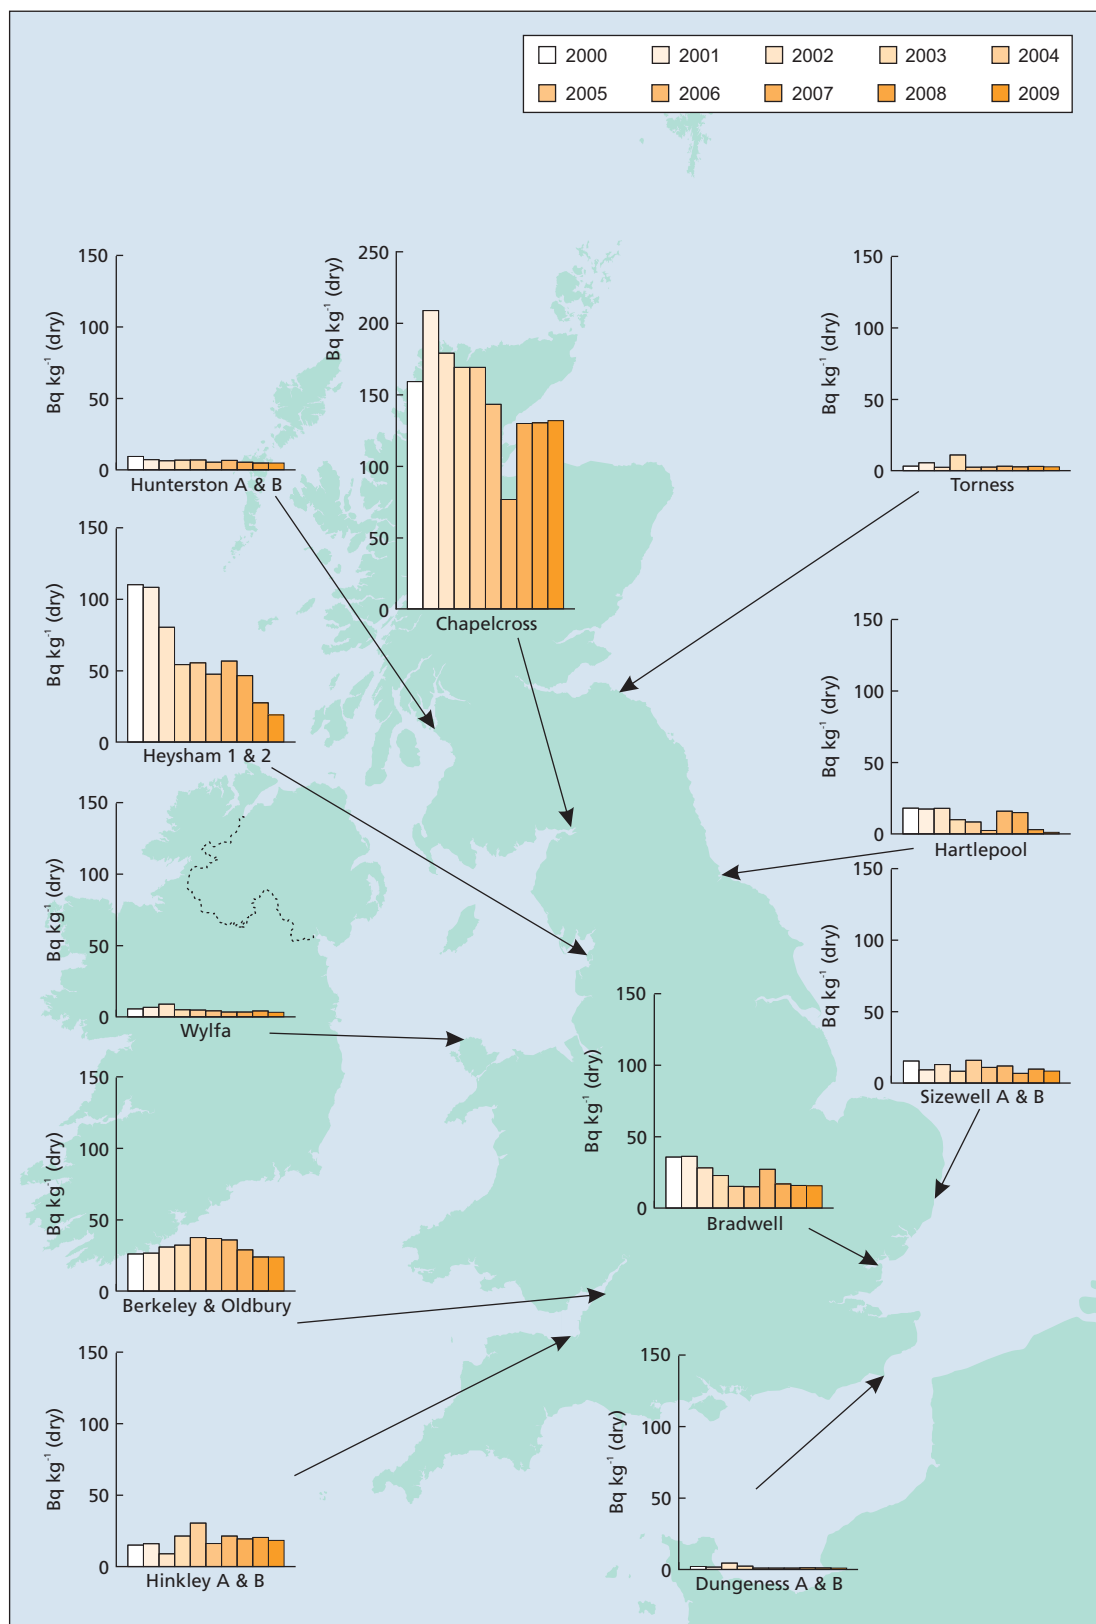 2000 2001 2002 2003 2004
2005 2006 2007 2008 2009
150
100
50
0
Bq kg-1 (dry)
Hunterston A & B
250
200
150
100
50
0
Bq kg-1 (dry)
Chapelcross
150
100
50
0
Bq kg-1 (dry)
Torness
150
100
50
0
Bq kg-1 (dry)
Heysham 1 & 2
150
100
50
0
Bq kg-1 (dry)
Hartlepool
150
100
50
0
Bq kg-1 (dry)
Wylfa
150
100
50
0
Bq kg-1 (dry)
Sizewell A & B
150
100
50
0
Bq kg-1 (dry)
Bradwell
150
100
50
0
Bq kg-1 (dry)
Berkeley & Oldbury
150
100
50
0
Bq kg-1 (dry)
Hinkley A & B
150
100
50
0
Bq kg-1 (dry)
Dungeness A & B